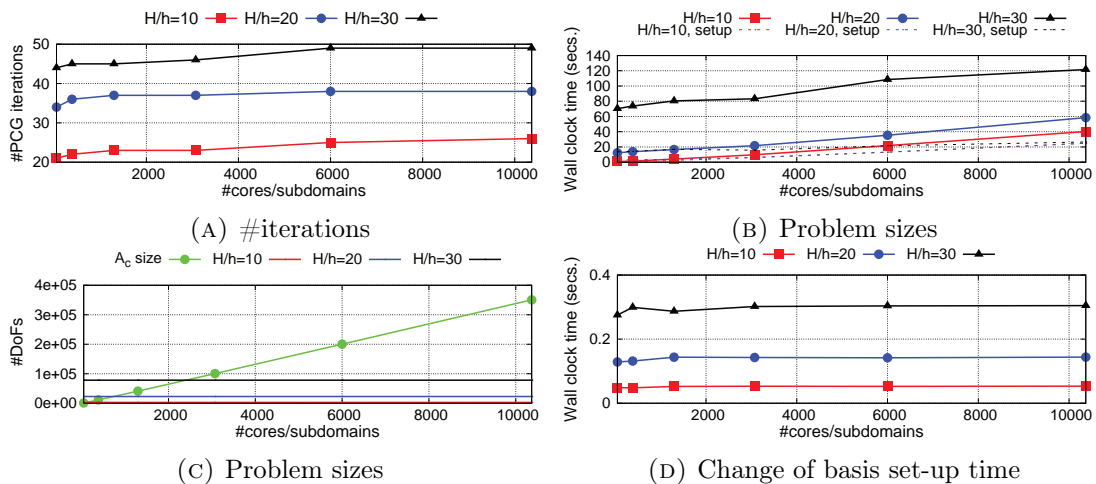 H/h=10 H/h=20 H/h=30
#PCG iterations
50
40
30
20
2000 4000 6000 8000 10000
#cores/subdomains
(A) #iterations
H/h=10 H/h=20 H/h=30
H/h=10, setup H/h=20, setup H/h=30, setup
Wall clock time (secs.)
140
120
100
80
60
40
20
0
2000 4000 6000 8000 10000
#cores/subdomains
(B) Problem sizes
A_c size H/h=10 H/h=20 H/h=30
#DoFs
4e+05
3e+05
2e+05
1e+05
0e+00
2000 4000 6000 8000 10000
#cores/subdomains
(C) Problem sizes
H/h=10 H/h=20 H/h=30
Wall clock time (secs.)
0.4
0.2
0
2000 4000 6000 8000 10000
#cores/subdomains
(D) Change of basis set-up time